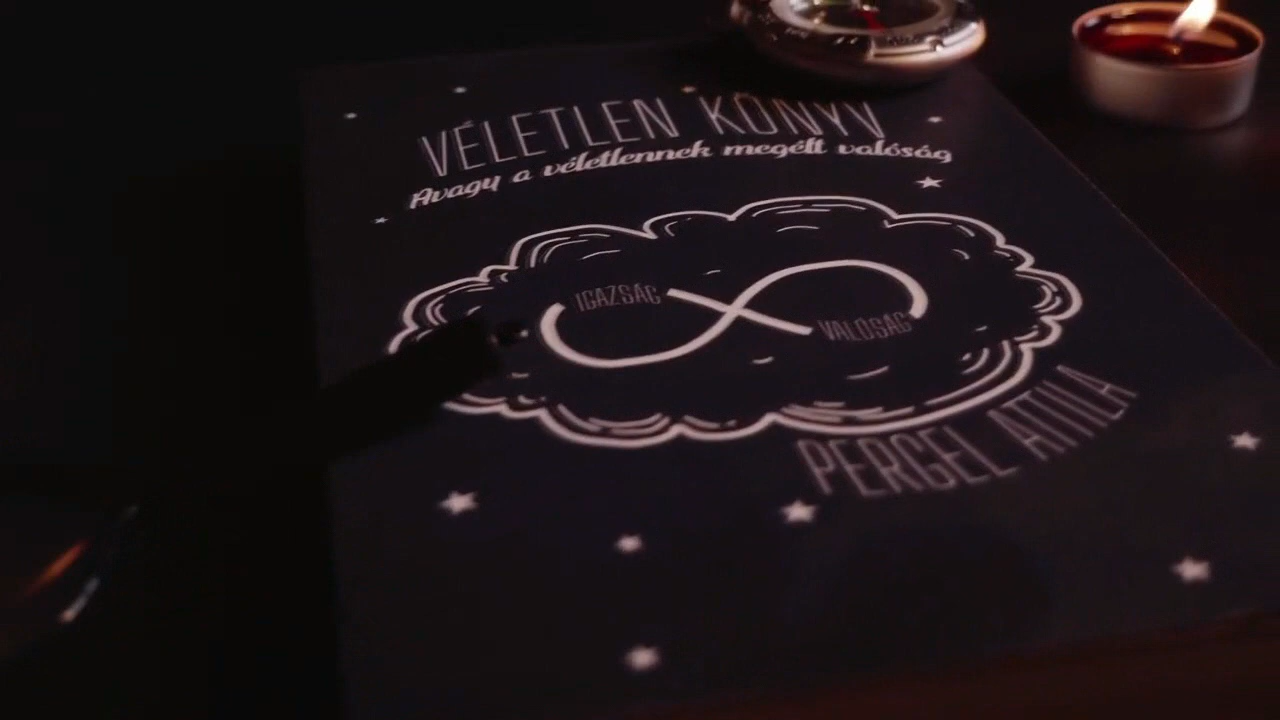 VÉLETLEN KÖNYV
Avagy a véletlennek megélt valóság
IGAZSÁG
VALÓSÁG
PERGEL ATTILA